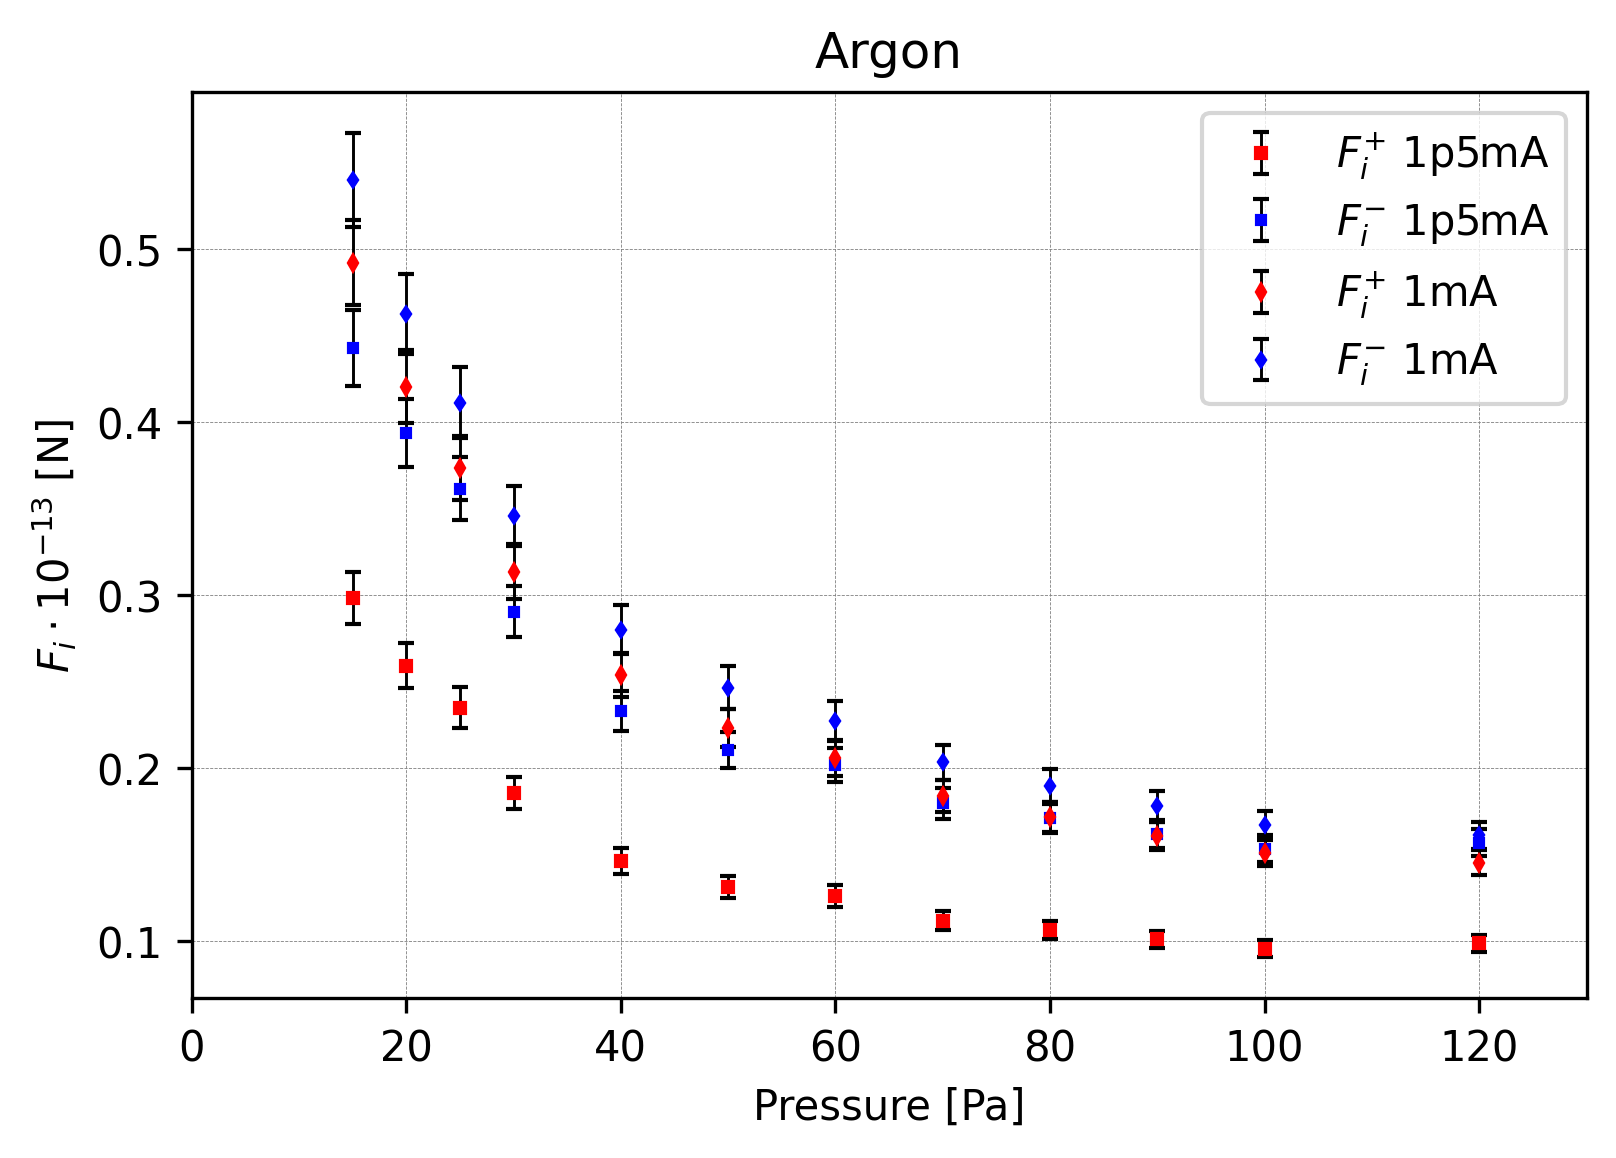 Argon
F_i^+ 1p5mA
F_i^− 1p5mA
F_i^+ 1mA
F_i^− 1mA
0.5
0.4
0.3
0.2
0.1
F_i · 10^−13 [N]
0 20 40 60 80 100 120
Pressure [Pa]